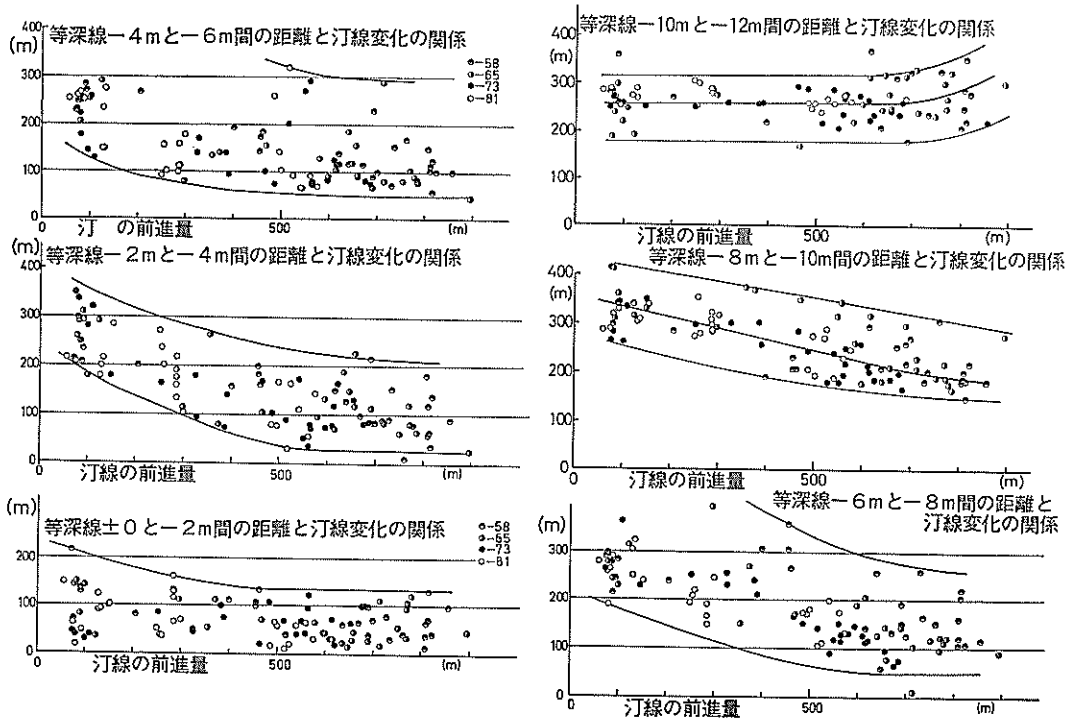 等深線−4mと−6m間の距離と汀線変化の関係
(m)
400
300
200
100
0
58
65
73
81
0
500
(m)
汀 の前進量
等深線−2mと−4m間の距離と汀線変化の関係
(m)
400
300
200
100
0
0
500
(m)
汀線の前進量
等深線±0と−2m間の距離と汀線変化の関係
(m)
200
100
0
58
65
73
81
0
500
(m)
汀線の前進量
等深線−10mと−12m間の距離と汀線変化の関係
(m)
400
300
200
0
500
(m)
汀線の前進量
等深線−8mと−10m間の距離と汀線変化の関係
400
(m)
300
200
100
0
500
(m)
汀線の前進量
等深線−6mと−8m間の距離と
汀線変化の関係
(m)
400
300
200
100
0
500
(m)
汀線の前進量